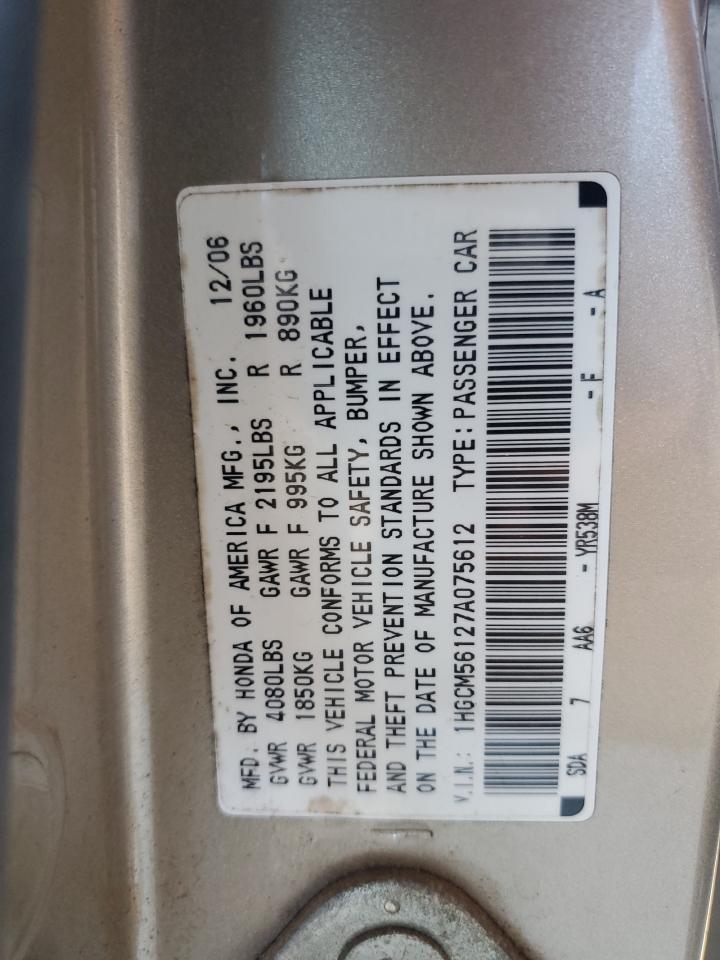 MFD. BY HONDA OF AMERICA MFG., INC. 12/06
GVWR 4080LBS GAWR F 2195LBS R 1960LBS
GVWR 1850KG GAWR F 995KG R 890KG
THIS VEHICLE CONFORMS TO ALL APPLICABLE
FEDERAL MOTOR VEHICLE SAFETY, BUMPER,
AND THEFT PREVENTION STANDARDS IN EFFECT
ON THE DATE OF MANUFACTURE SHOWN ABOVE.
V.I.N.: 1HGCM56127A075612 TYPE: PASSENGER CAR
SDA 7 AA6 - YR538M - F - A